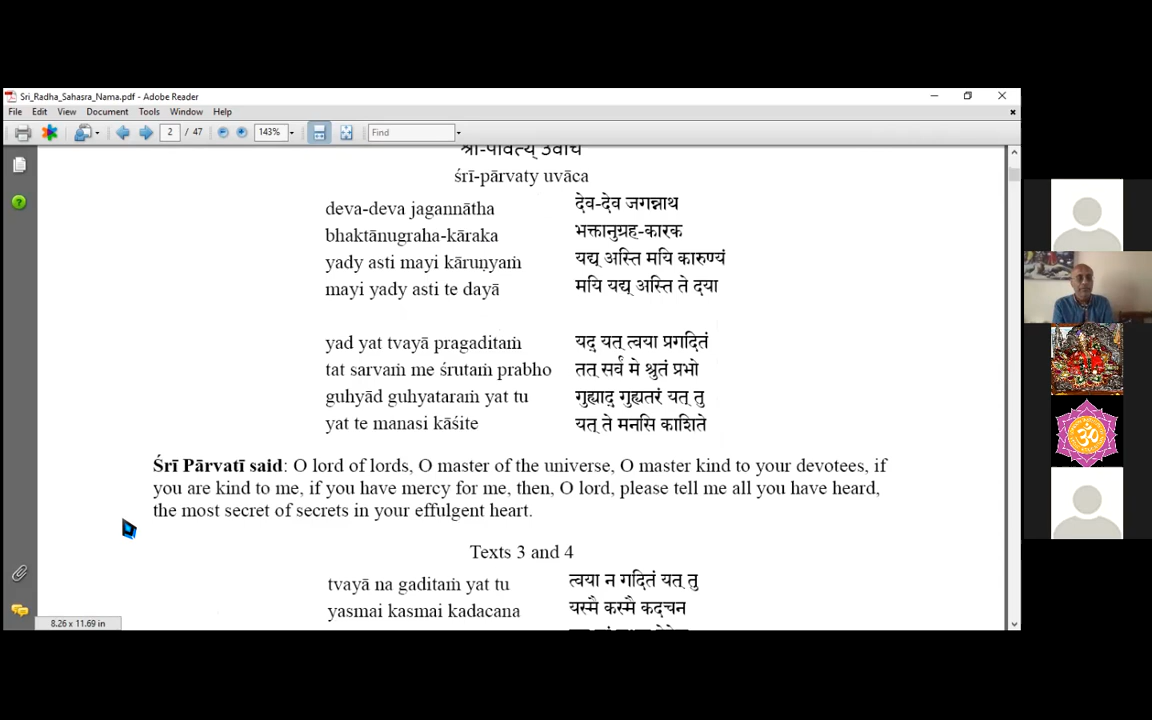 Sri_Radha_Sahasra_Nama.pdf - Adobe Reader
File Edit View Document Tools Window Help
2 / 47 143% Find
śrī-pārvaty uvāca
deva-deva jagannātha देव-देव जगन्नाथ
bhaktānugraha-kāraka भक्तानुग्रह-कारक
yady asti mayi kāruṇyaṁ यद्य् अस्ति मयि कारुण्यं
mayi yady asti te dayā मयि यद्य् अस्ति ते दया
yad yat tvayā pragaditaṁ यद् यत् त्वया प्रगदितं
tat sarvaṁ me śrutaṁ prabho तत् सर्वं मे श्रुतं प्रभो
guhyād guhyataraṁ yat tu गुह्याद् गुह्यतरं यत् तु
yat te manasi kāśite यत् ते मनसि काशिते
Śrī Pārvatī said: O lord of lords, O master of the universe, O master kind to your devotees, if
you are kind to me, if you have mercy for me, then, O lord, please tell me all you have heard,
the most secret of secrets in your effulgent heart.
Texts 3 and 4
tvayā na gaditaṁ yat tu त्वया न गदितं यत् तु
yasmai kasmai kadacana यस्मै कस्मै कदचन
8.26 x 11.69 in
ॐ